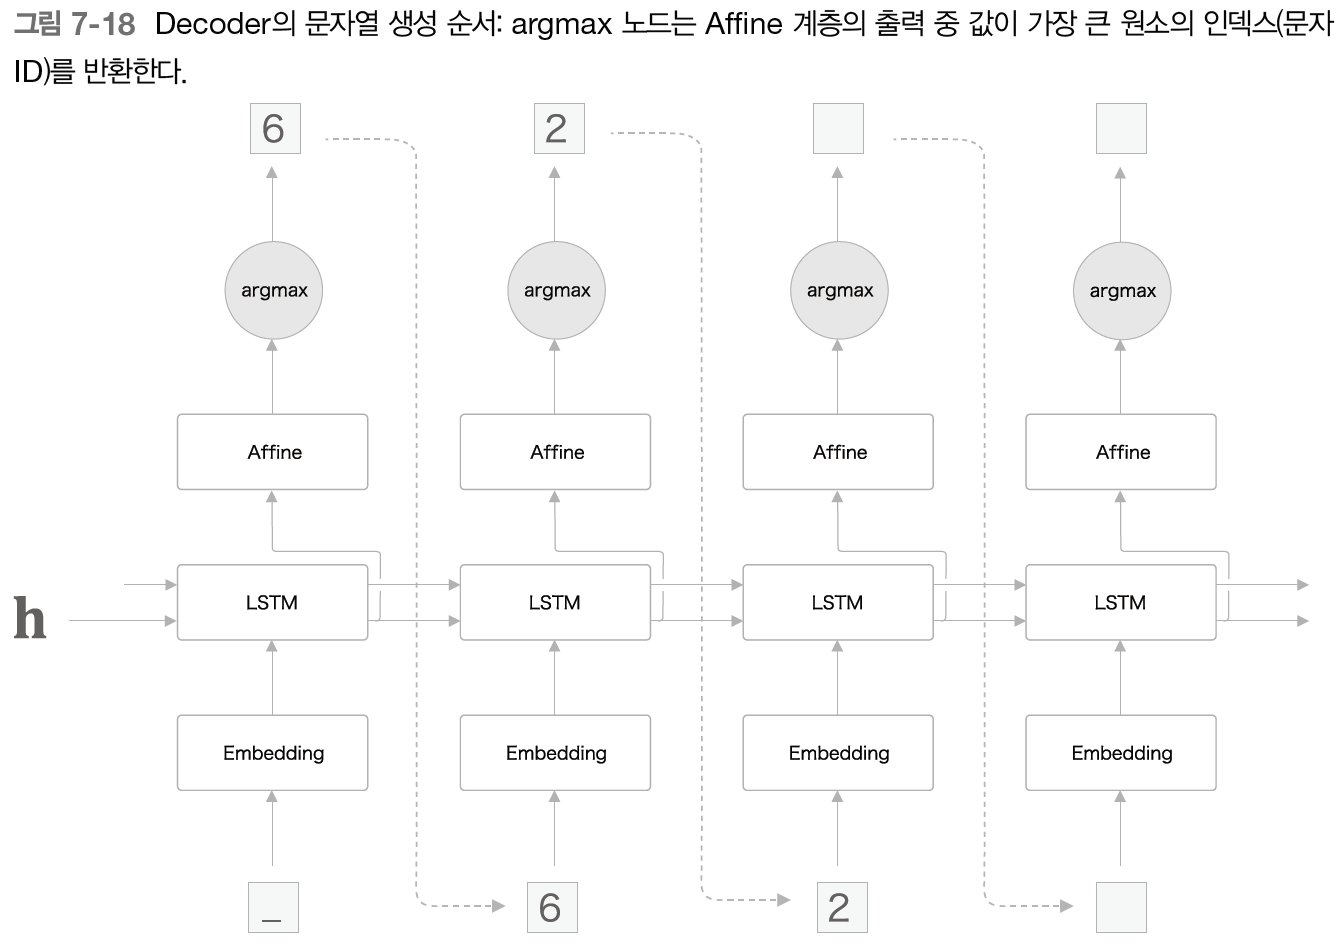 그림 7-18 Decoder의 문자열 생성 순서: argmax 노드는 Affine 계층의 출력 중 값이 가장 큰 원소의 인덱스(문자
ID)를 반환한다.
6 2
argmax argmax argmax argmax
Affine Affine Affine Affine
h LSTM LSTM LSTM LSTM
Embedding Embedding Embedding Embedding
_ 6 2